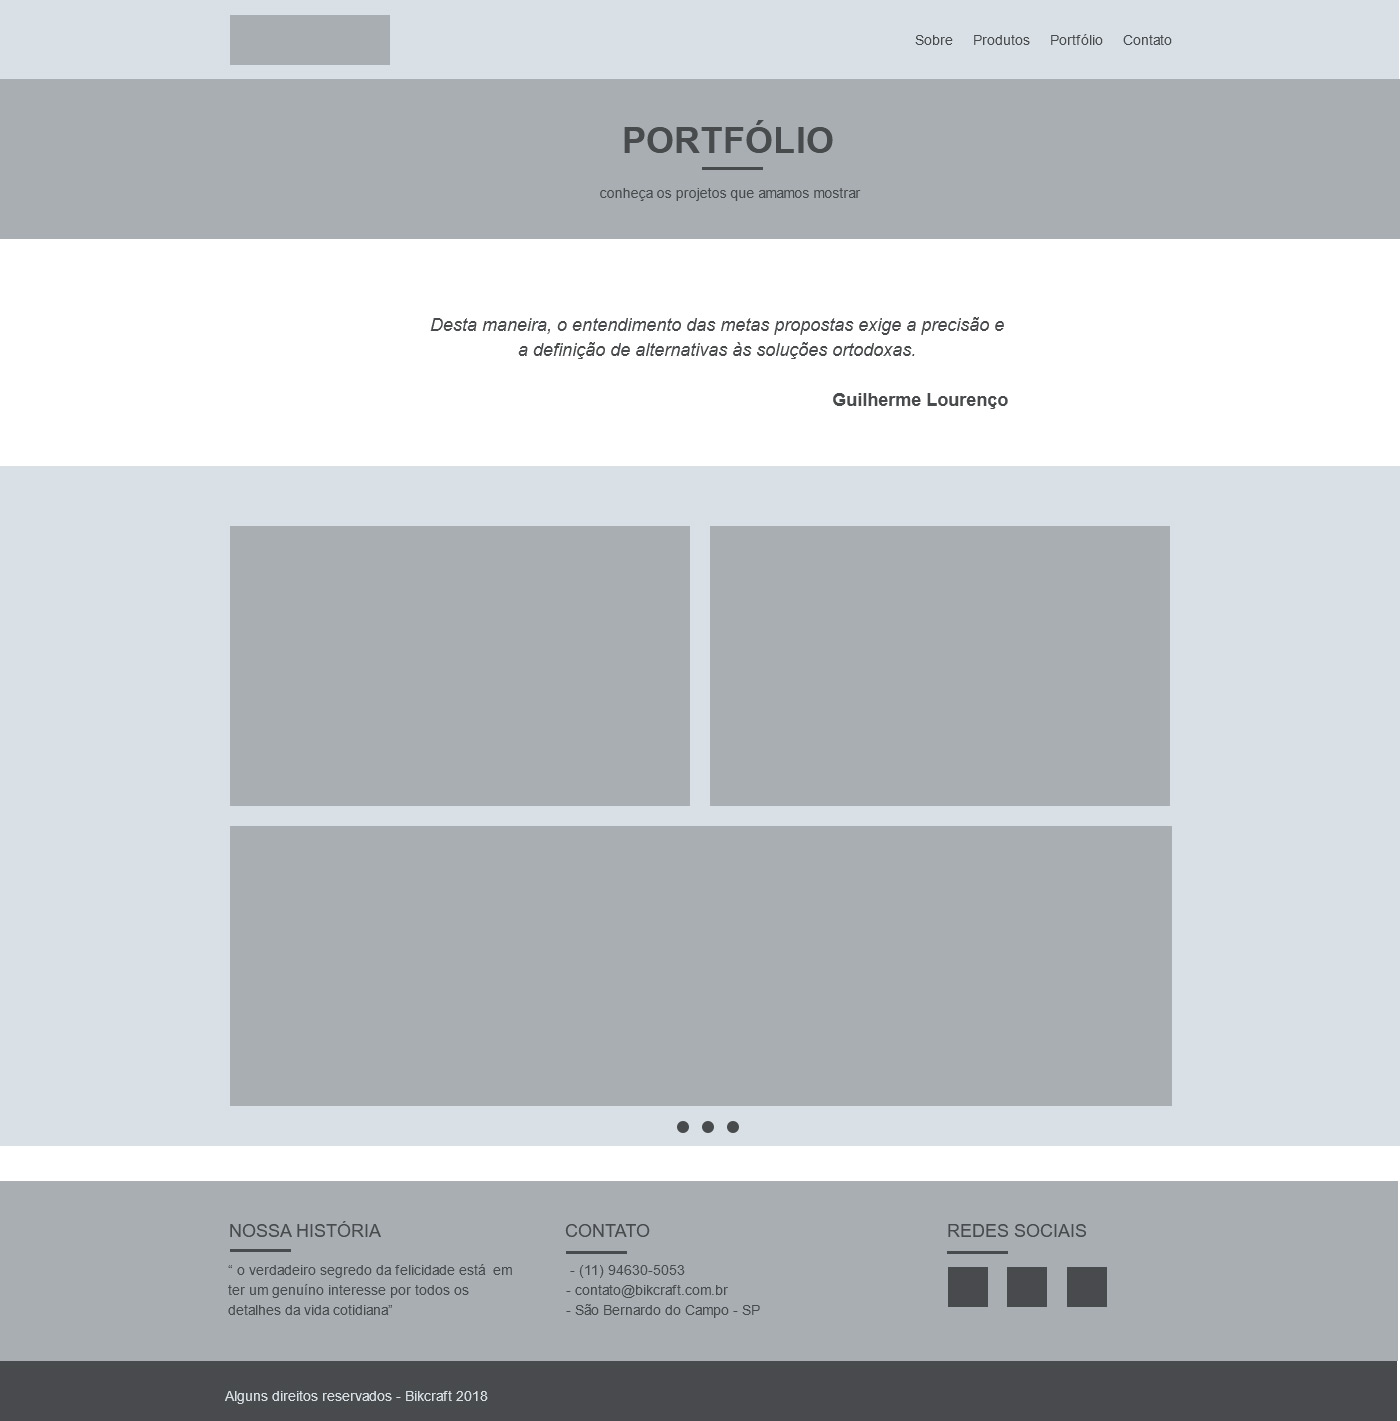 Sobre Produtos Portfólio Contato
PORTFÓLIO
conheça os projetos que amamos mostrar
Desta maneira, o entendimento das metas propostas exige a precisão e
a definição de alternativas às soluções ortodoxas.
Guilherme Lourenço
NOSSA HISTÓRIA
“ o verdadeiro segredo da felicidade está  em
ter um genuíno interesse por todos os
detalhes da vida cotidiana”
CONTATO
- (11) 94630-5053
- contato@bikcraft.com.br
- São Bernardo do Campo - SP
REDES SOCIAIS
Alguns direitos reservados - Bikcraft 2018